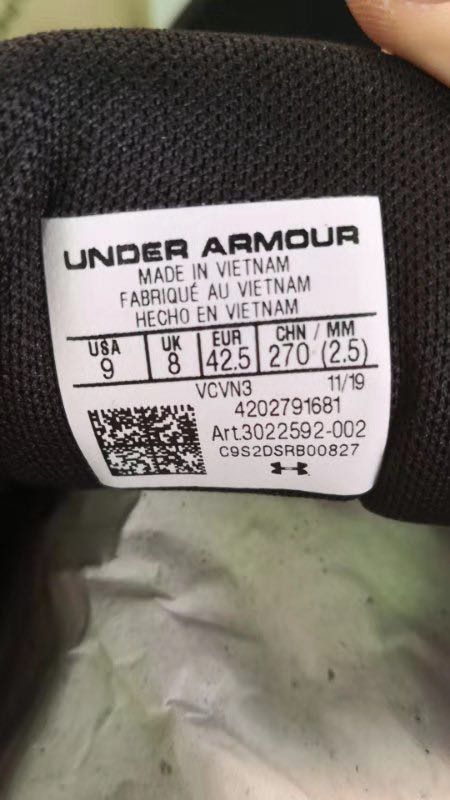 UNDER ARMOUR
MADE IN VIETNAM
FABRIQUÉ AU VIETNAM
HECHO EN VIETNAM
USA UK EUR CHN / MM
9 8 42.5 270 (2.5)
VCVN3 11/19
4202791681
Art.3022592-002
C9S2DSRB00827